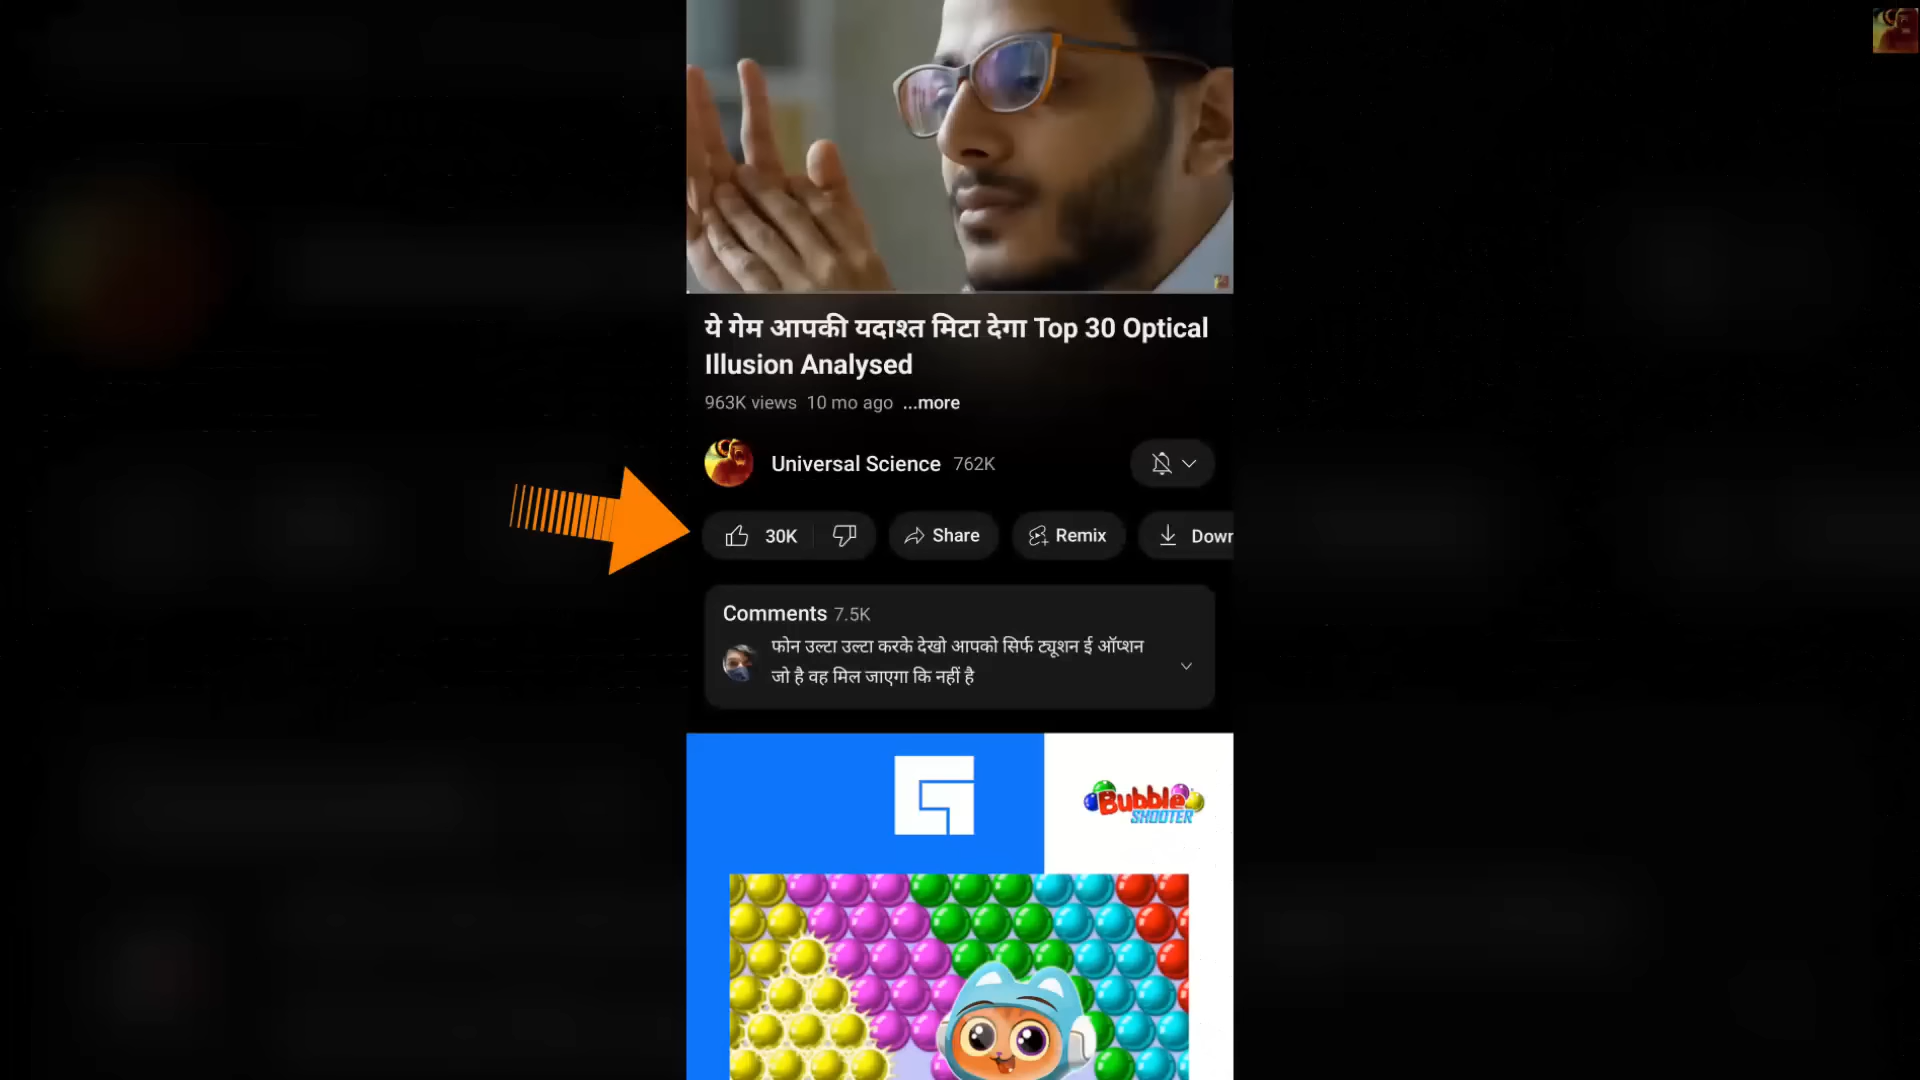 ये गेम आपकी यदाश्त मिटा देगा Top 30 Optical
Illusion Analysed
963K views 10 mo ago ...more
Universal Science 762K
30K Share Remix Down
Comments 7.5K
फोन उल्टा उल्टा करके देखो आपको सिर्फ ट्यूशन ई ऑप्शन
जो है वह मिल जाएगा कि नहीं है
Bubble
SHOOTER